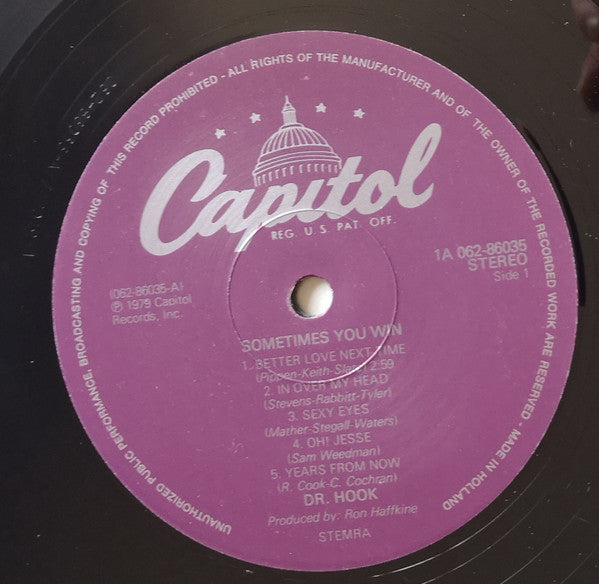 UNAUTHORIZED PUBLIC PERFORMANCE, BROADCASTING AND COPYING OF THIS RECORD PROHIBITED - ALL RIGHTS OF THE MANUFACTURER AND OF THE OWNER OF THE RECORDED WORK ARE RESERVED - MADE IN HOLLAND
Capitol
REG. U.S. PAT. OFF.
1A 062-86035
STEREO
Side 1
(062-86035-A)
℗ 1979 Capitol
Records, Inc.
SOMETIMES YOU WIN
1. BETTER LOVE NEXT TIME
(Pippen-Keith-Slate) 2:59
2. IN OVER MY HEAD
(Stevens-Rabbitt-Tyler)
3. SEXY EYES
(Mather-Stegall-Waters)
4. OH! JESSE
(Sam Weedman)
5. YEARS FROM NOW
(R. Cook-C. Cochran)
DR. HOOK
Produced by: Ron Haffkine
STEMRA